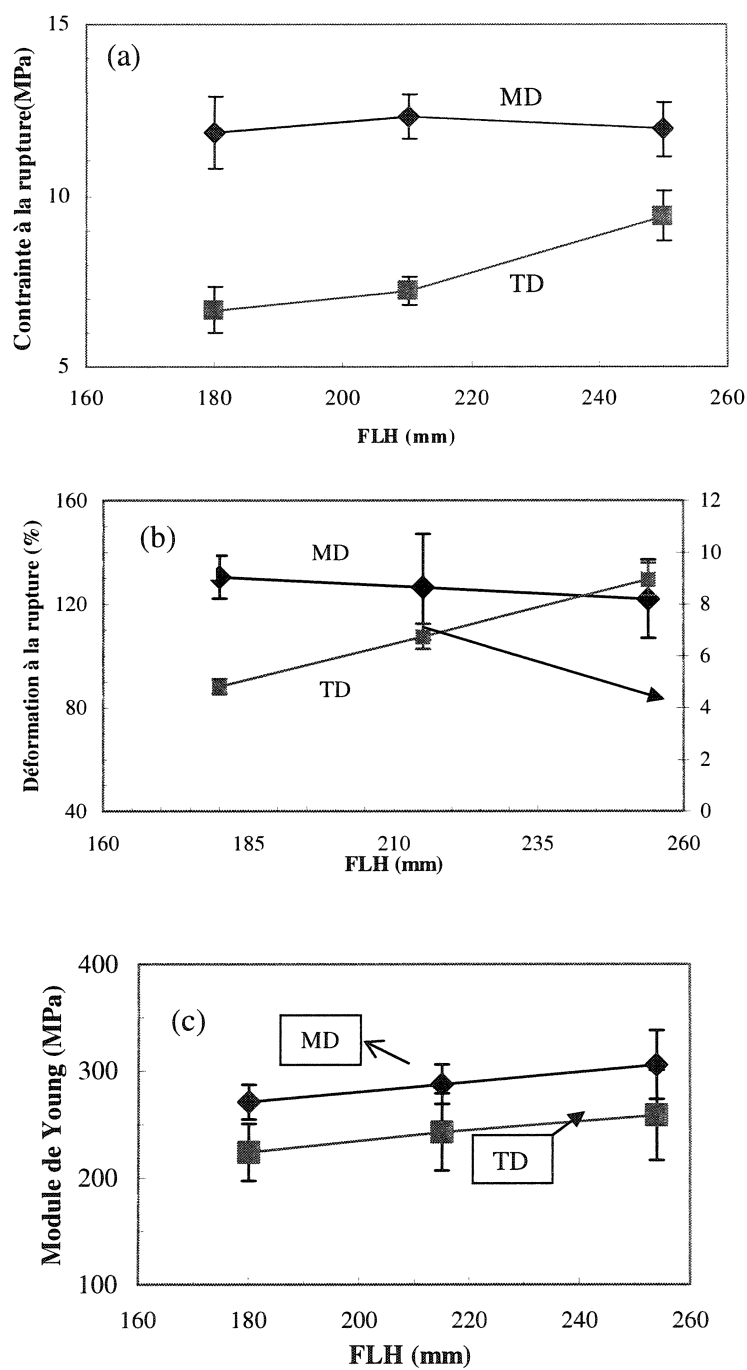 15
(a)
MD
10
TD
5
Contrainte à la rupture(MPa)
160 180 200 220 240 260
FLH (mm)
160 12
(b)
MD
10
120
8
6
TD
80
4
2
40 0
Déformation à la rupture (%)
160 185 210 235 260
FLH (mm)
400
(c)
MD
300
TD
200
100
Module de Young (MPa)
160 180 200 220 240 260
FLH (mm)